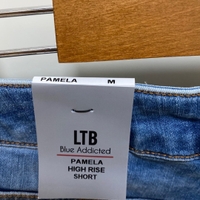 PAMELA M
LTB
Blue Addicted
PAMELA
HIGH RISE
SHORT